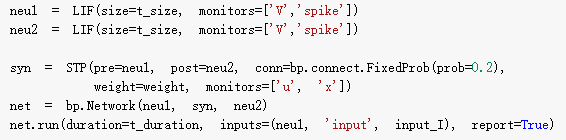 neu1 = LIF(size=t_size, monitors=['V','spike'])
neu2 = LIF(size=t_size, monitors=['V','spike'])
syn = STP(pre=neu1, post=neu2, conn=bp.connect.FixedProb(prob=0.2),
weight=weight, monitors=['u', 'x'])
net = bp.Network(neu1, syn, neu2)
net.run(duration=t_duration, inputs=(neu1, 'input', input_I), report=True)